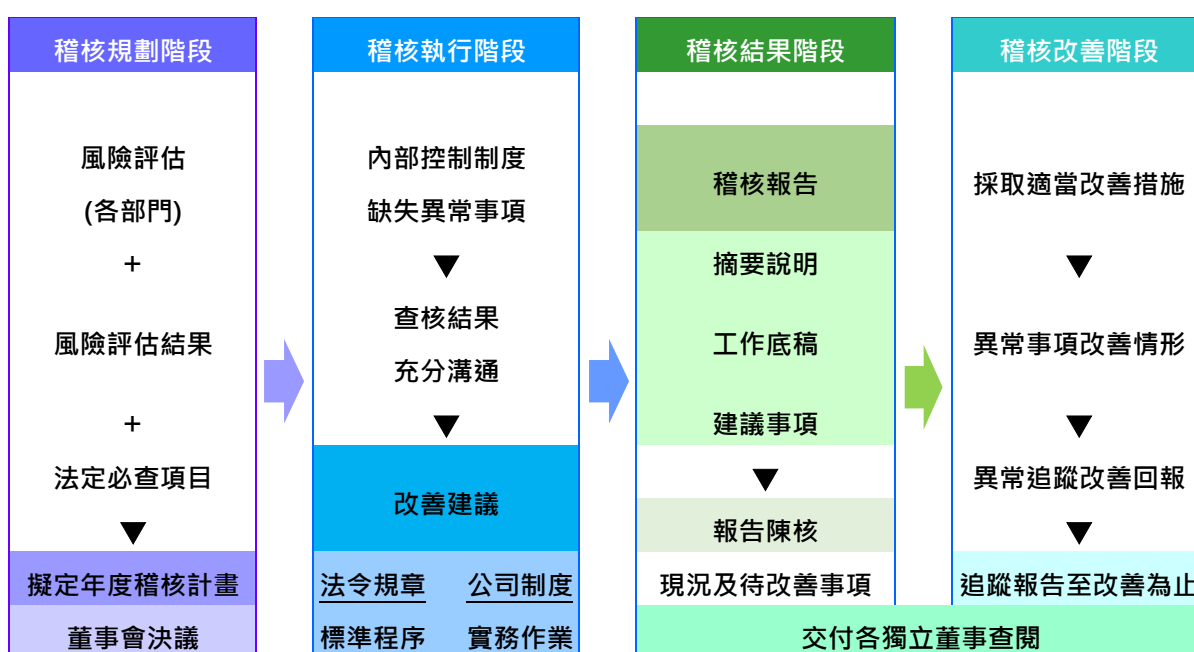 稽核規劃階段
風險評估
(各部門)
+
風險評估結果
+
法定必查項目
▼
擬定年度稽核計畫
董事會決議
稽核執行階段
內部控制制度
缺失異常事項
▼
查核結果
充分溝通
▼
改善建議
法令規章 公司制度
標準程序 實務作業
稽核結果階段
稽核報告
摘要說明
工作底稿
建議事項
▼
報告陳核
現況及待改善事項
稽核改善階段
採取適當改善措施
▼
異常事項改善情形
▼
異常追蹤改善回報
▼
追蹤報告至改善為止
交付各獨立董事查閱